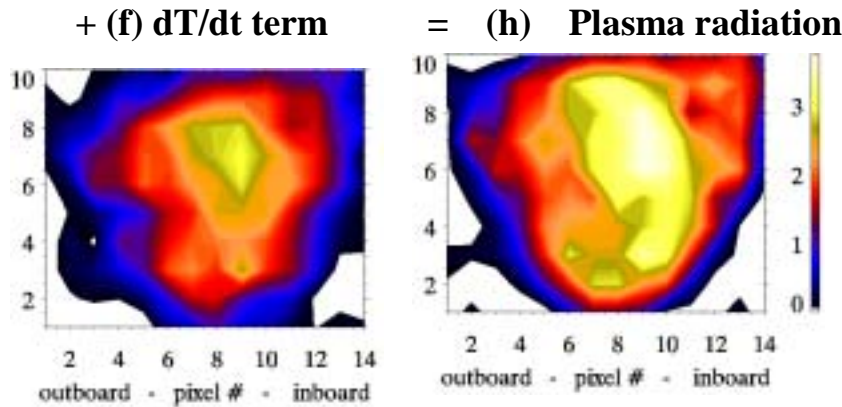 + (f) dT/dt term = (h) Plasma radiation
10 10
8 8 3
6 6 2
4 4 1
2 2 0
2 4 6 8 10 14 2 4 6 8 10 12 14
outboard - pixel # - inboard outboard - pixel # - inboard